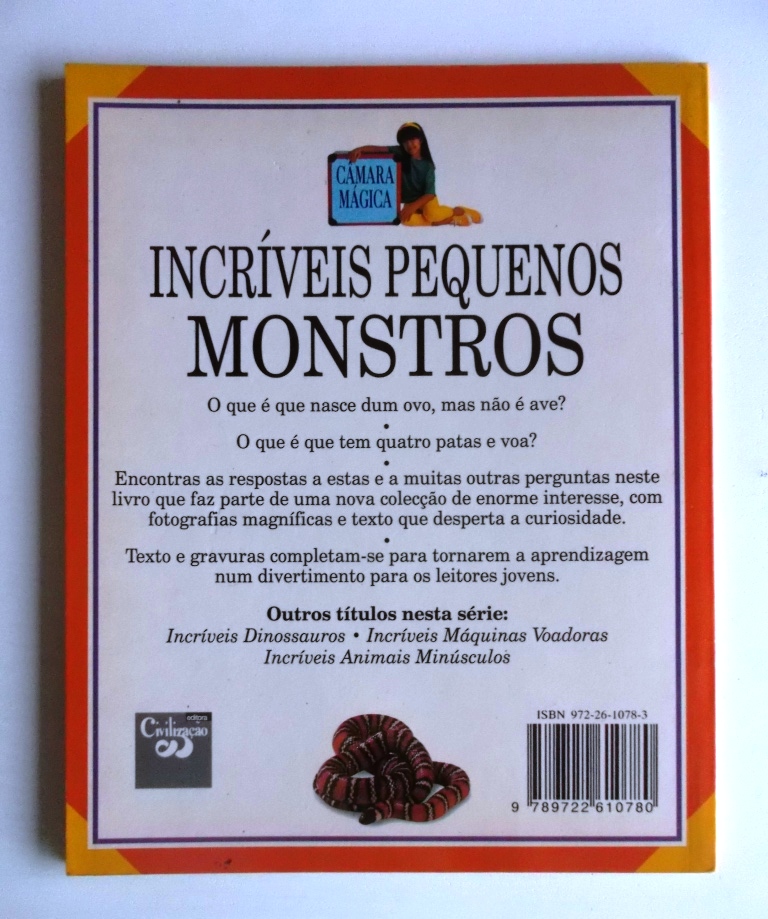 CÂMARA
MÁGICA
INCRÍVEIS PEQUENOS
MONSTROS
O que é que nasce dum ovo, mas não é ave?
•
O que é que tem quatro patas e voa?
•
Encontras as respostas a estas e a muitas outras perguntas neste
livro que faz parte de uma nova colecção de enorme interesse, com
fotografias magníficas e texto que desperta a curiosidade.
•
Texto e gravuras completam-se para tornarem a aprendizagem
num divertimento para os leitores jovens.
Outros títulos nesta série:
Incríveis Dinossauros • Incríveis Máquinas Voadoras
Incríveis Animais Minúsculos
editora
Civilização
ISBN 972-26-1078-3
9 789722 610780